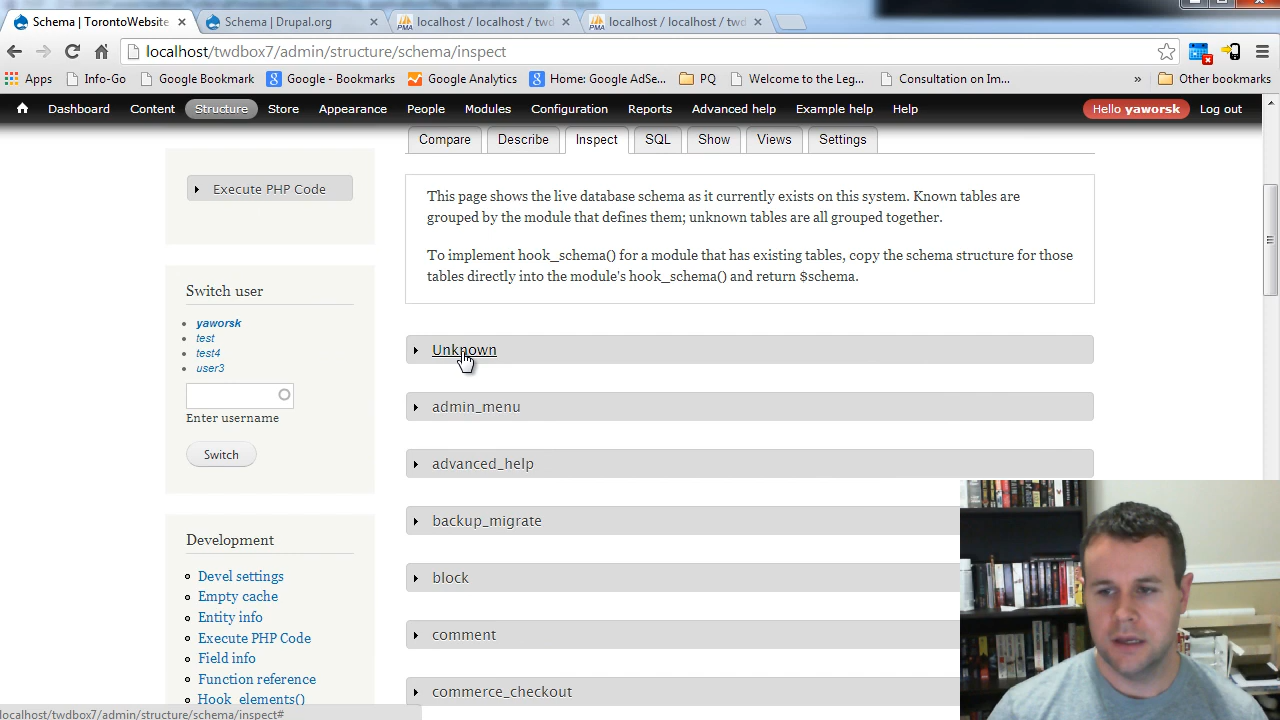 Schema | TorontoWebsite
Schema | Drupal.org
localhost / localhost / twd
localhost / localhost / twd
localhost/twdbox7/admin/structure/schema/inspect
Apps
Info-Go
Google Bookmark
Google - Bookmarks
Google Analytics
Home: Google AdSe...
PQ
Welcome to the Leg...
Consultation on Im...
»
Other bookmarks
Dashboard
Content
Structure
Store
Appearance
People
Modules
Configuration
Reports
Advanced help
Example help
Help
Hello yaworsk
Log out
Compare
Describe
Inspect
SQL
Show
Views
Settings
Execute PHP Code
This page shows the live database schema as it currently exists on this system. Known tables are
grouped by the module that defines them; unknown tables are all grouped together.
To implement hook_schema() for a module that has existing tables, copy the schema structure for those
tables directly into the module's hook_schema() and return $schema.
Switch user
yaworsk
test
test4
user3
Enter username
Switch
Unknown
admin_menu
advanced_help
backup_migrate
block
comment
commerce_checkout
Development
Devel settings
Empty cache
Entity info
Execute PHP Code
Field info
Function reference
Hook_elements()
localhost/twdbox7/admin/structure/schema/inspect#